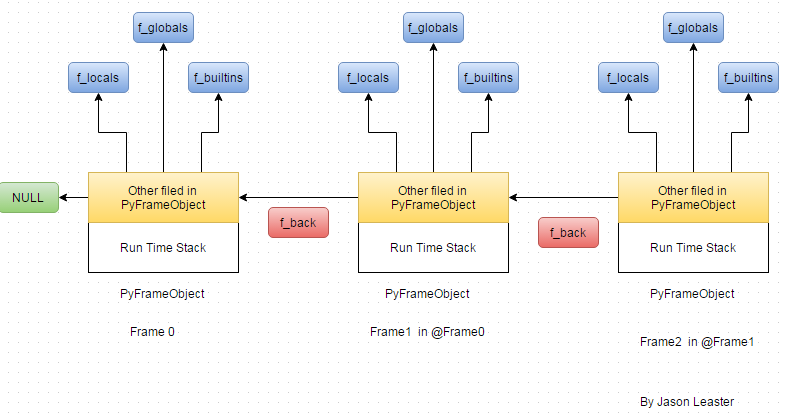 f_globals
f_globals
f_globals
f_locals
f_builtins
f_locals
f_builtins
f_locals
f_builtins
NULL
Other filed in
PyFrameObject
Other filed in
PyFrameObject
Other filed in
PyFrameObject
f_back
f_back
Run Time Stack
Run Time Stack
Run Time Stack
PyFrameObject
PyFrameObject
PyFrameObject
Frame 0
Frame1 in @Frame0
Frame2 in @Frame1
By Jason Leaster